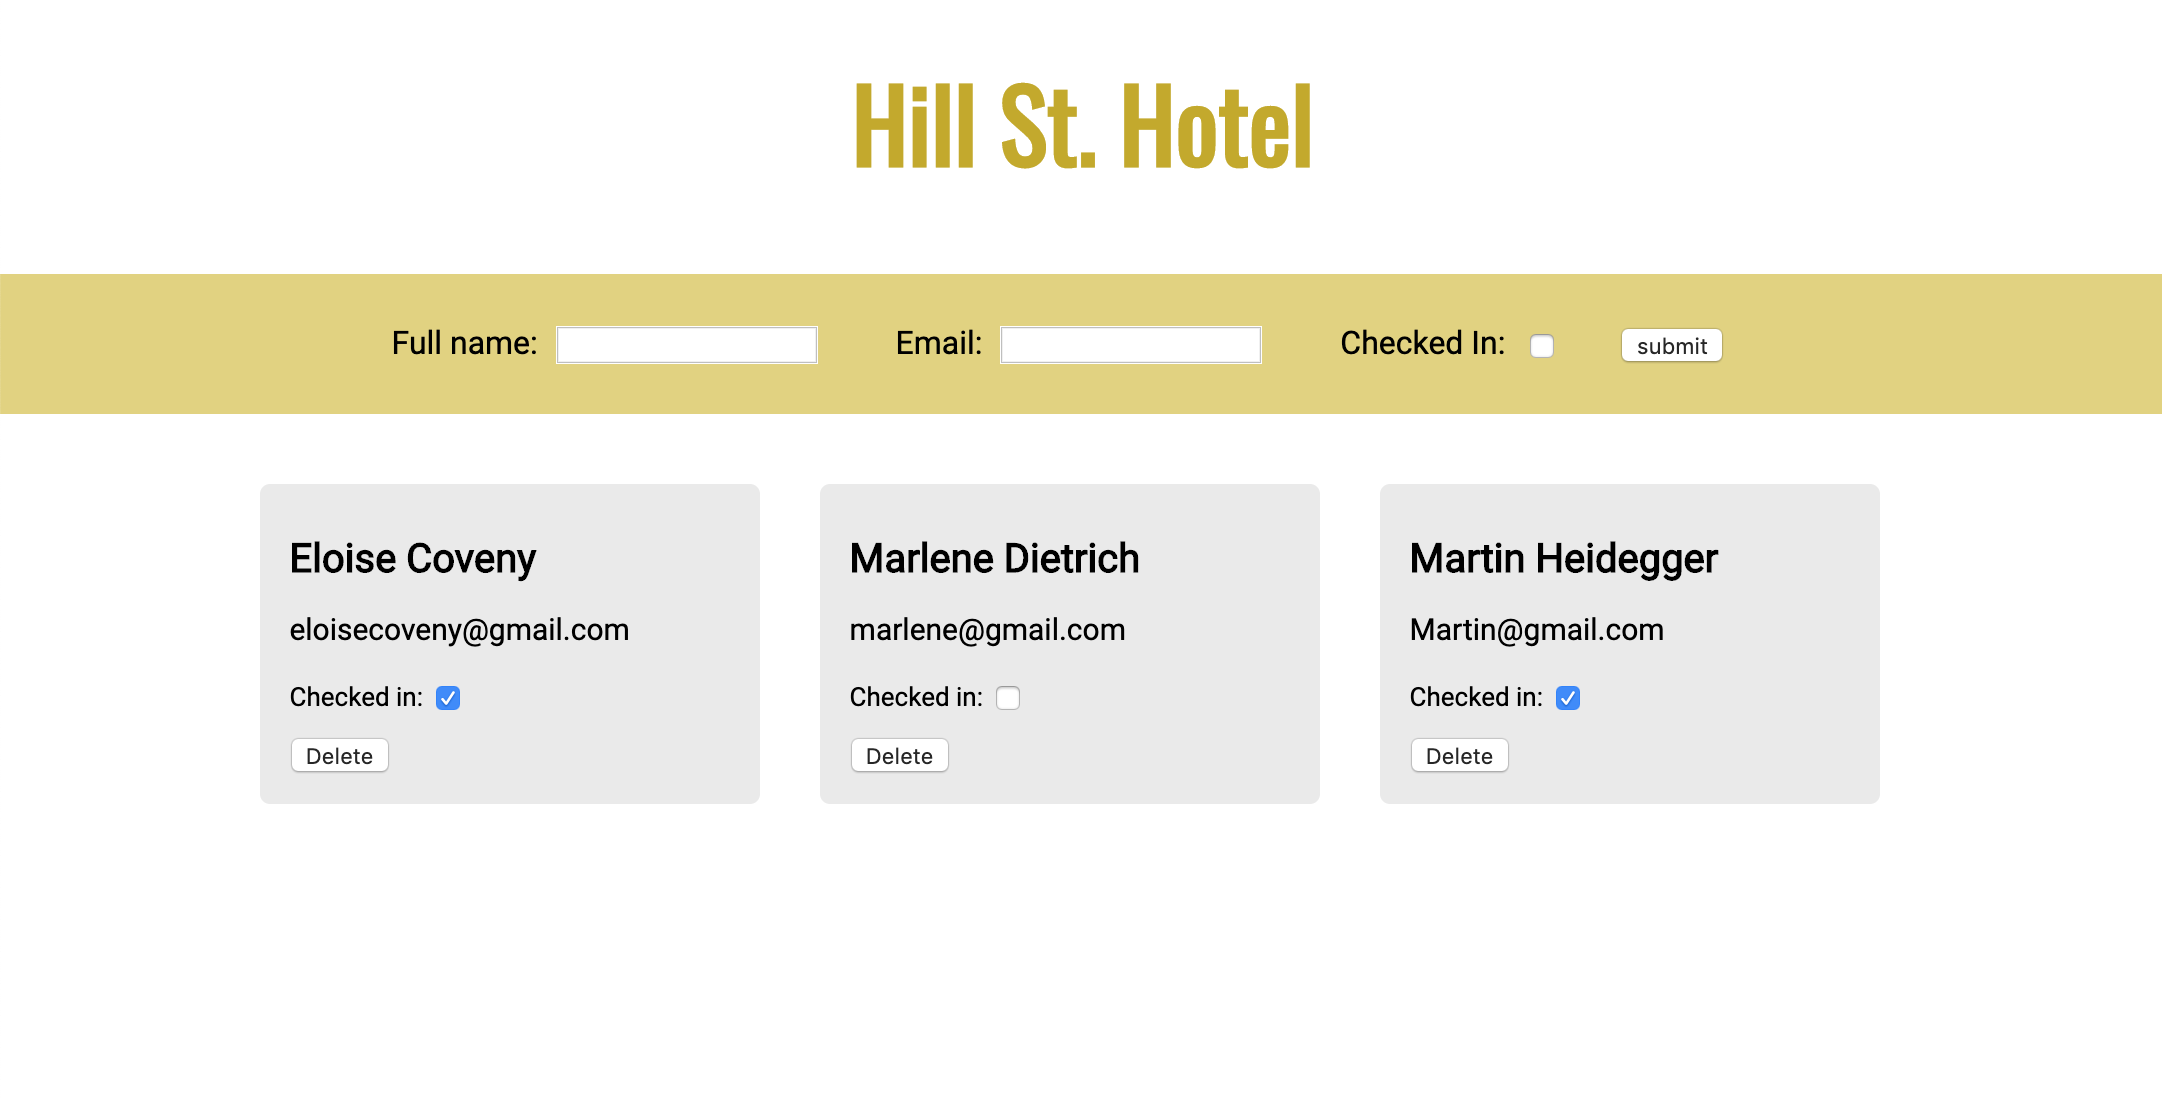 Hill St. Hotel
Full name: Email: Checked In: submit
Eloise Coveny
eloisecoveny@gmail.com
Checked in:
Delete
Marlene Dietrich
marlene@gmail.com
Checked in:
Delete
Martin Heidegger
Martin@gmail.com
Checked in:
Delete